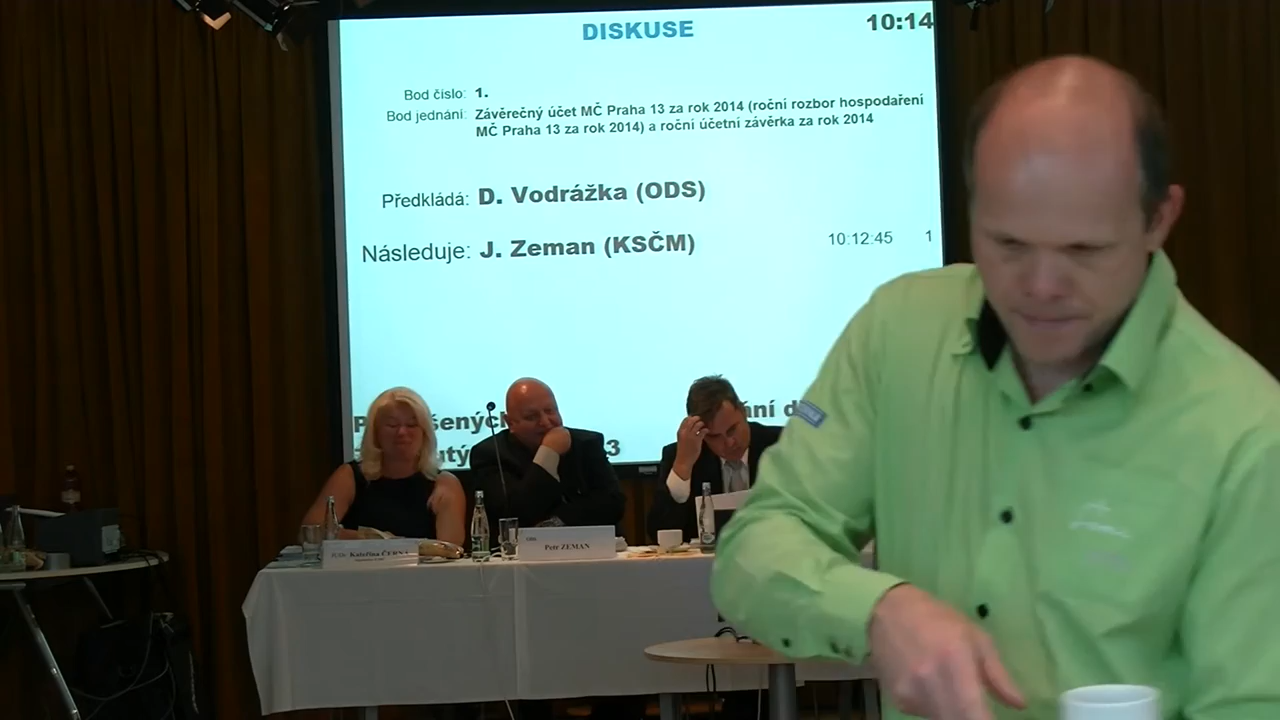 DISKUSE
10:14
Bod číslo: 1.
Bod jednání: Závěrečný účet MČ Praha 13 za rok 2014 (roční rozbor hospodaření
MČ Praha 13 za rok 2014) a roční účetní závěrka za rok 2014
Předkládá: D. Vodrážka (ODS)
Následuje: J. Zeman (KSČM) 10:12:45 1
Kateřina ČERNÁ
Petr ZEMAN